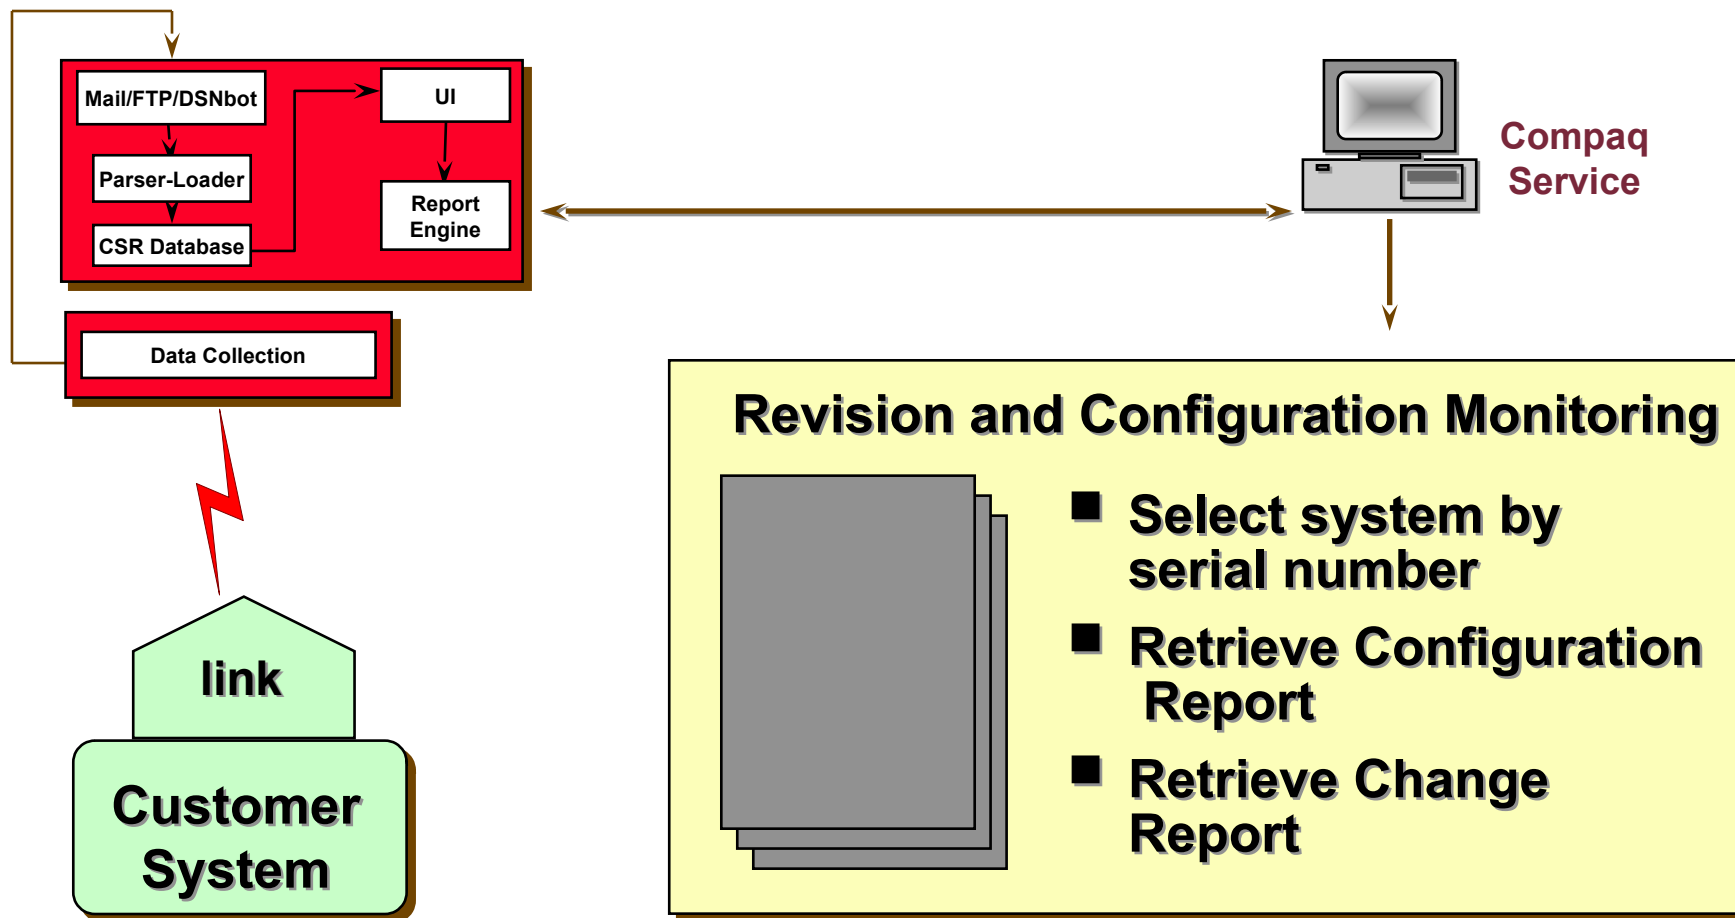 Mail/FTP/DSNbot
Parser-Loader
CSR Database
UI
Report
Engine
Data Collection
link
Customer
System
Compaq
Service
Revision and Configuration Monitoring
■ Select system by
serial number
■ Retrieve Configuration
Report
■ Retrieve Change
Report